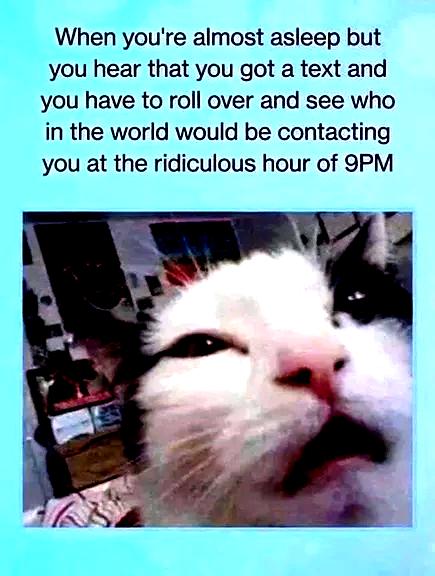 When you're almost asleep but
you hear that you got a text and
you have to roll over and see who
in the world would be contacting
you at the ridiculous hour of 9PM